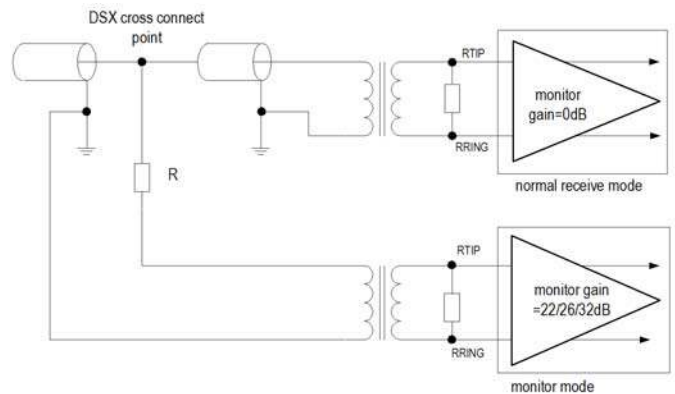 DSX cross connect
point
RTIP
monitor
gain=0dB
RRING
normal receive mode
R
RTIP
monitor gain
=22/26/32dB
RRING
monitor mode